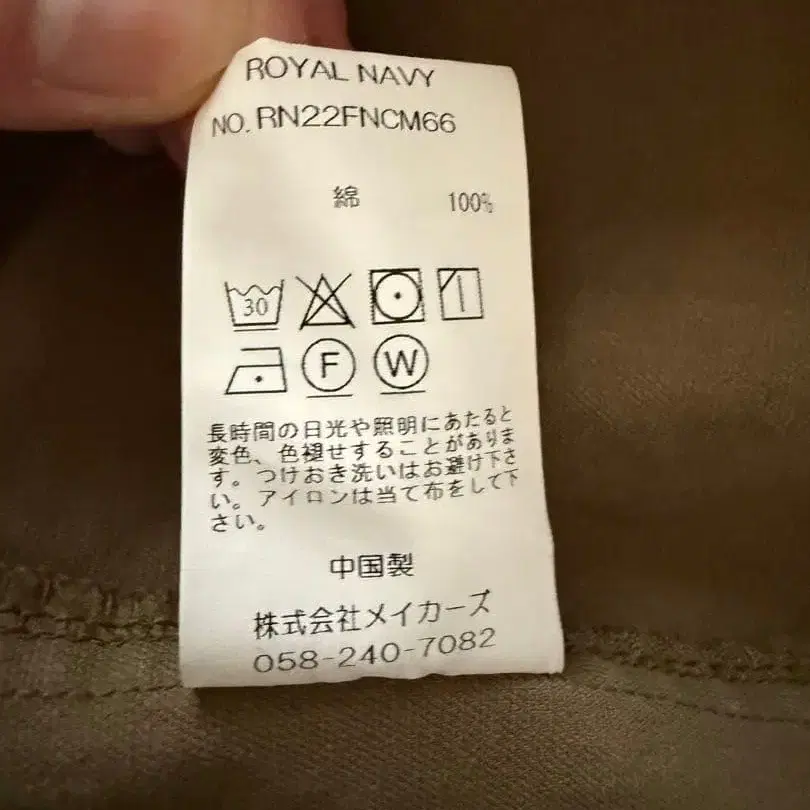 ROYAL NAVY
NO. RN22FNCM66
綿 100%
30
F W
長時間の日光や照明にあたると
変色、色褪せすることがありま
す。つけおき洗いはお避け下さ
い。アイロンは当て布をして下
さい。
中国製
株式会社メイカーズ
058-240-7082